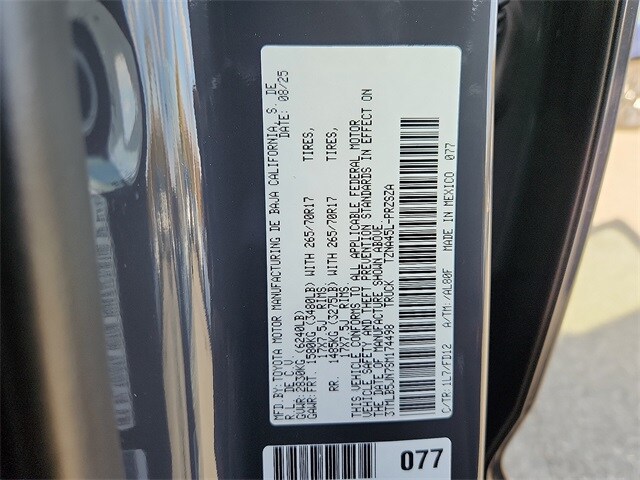 MFD.BY:TOYOTA MOTOR MANUFACTURING DE BAJA CALIFORNIA, S. DE
R.L. DE C.V. DATE: 08/25
GVWR:2830KG(6240LB)
GAWR:FRT. 1580KG(3480LB) WITH 265/70R17 TIRES,
17X7.5J RIMS,
RR. 1485KG(3275LB) WITH 265/70R17 TIRES,
17X7.5J RIMS,
THIS VEHICLE CONFORMS TO ALL APPLICABLE FEDERAL MOTOR
VEHICLE SAFETY AND THEFT PREVENTION STANDARDS IN EFFECT ON
THE DATE OF MANUFACTURE SHOWN ABOVE.
TRUCK TZNA45L-PRZSZA
C/TR:1L7/FD12 A/TM:/AL80F MADE IN MEXICO 077
077